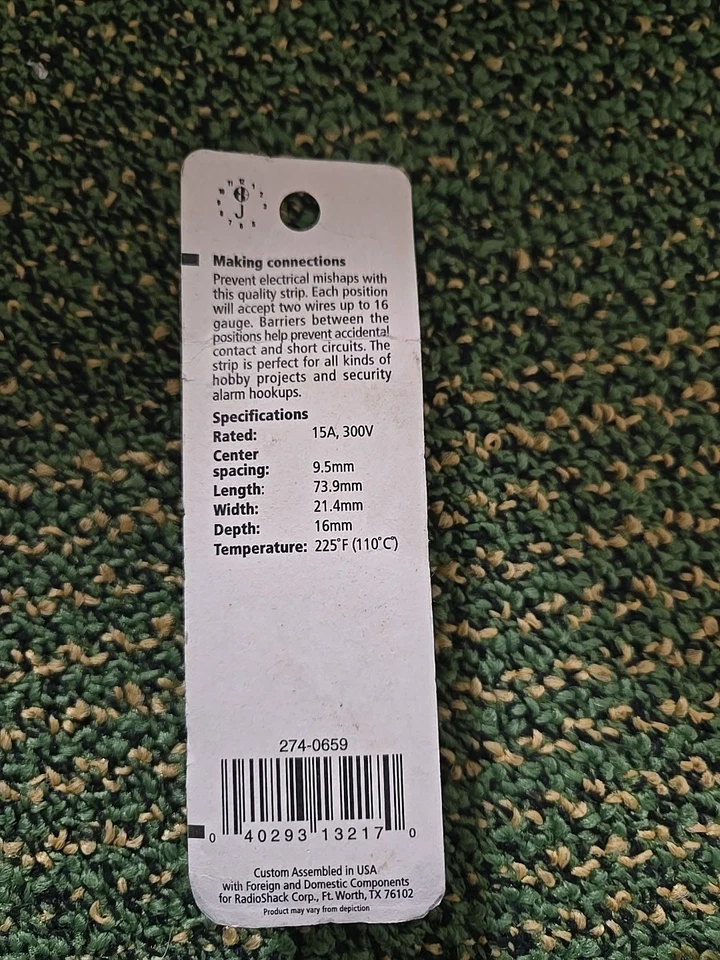 Making connections
Prevent electrical mishaps with
this quality strip. Each position
will accept two wires up to 16
gauge. Barriers between the
positions help prevent accidental
contact and short circuits. The
strip is perfect for all kinds of
hobby projects and security
alarm hookups.
Specifications
Rated: 15A, 300V
Center
spacing: 9.5mm
Length: 73.9mm
Width: 21.4mm
Depth: 16mm
Temperature: 225°F (110°C)
274-0659
0 40293 13217 0
Custom Assembled in USA
with Foreign and Domestic Components
for RadioShack Corp., Ft. Worth, TX 76102
Product may vary from depiction